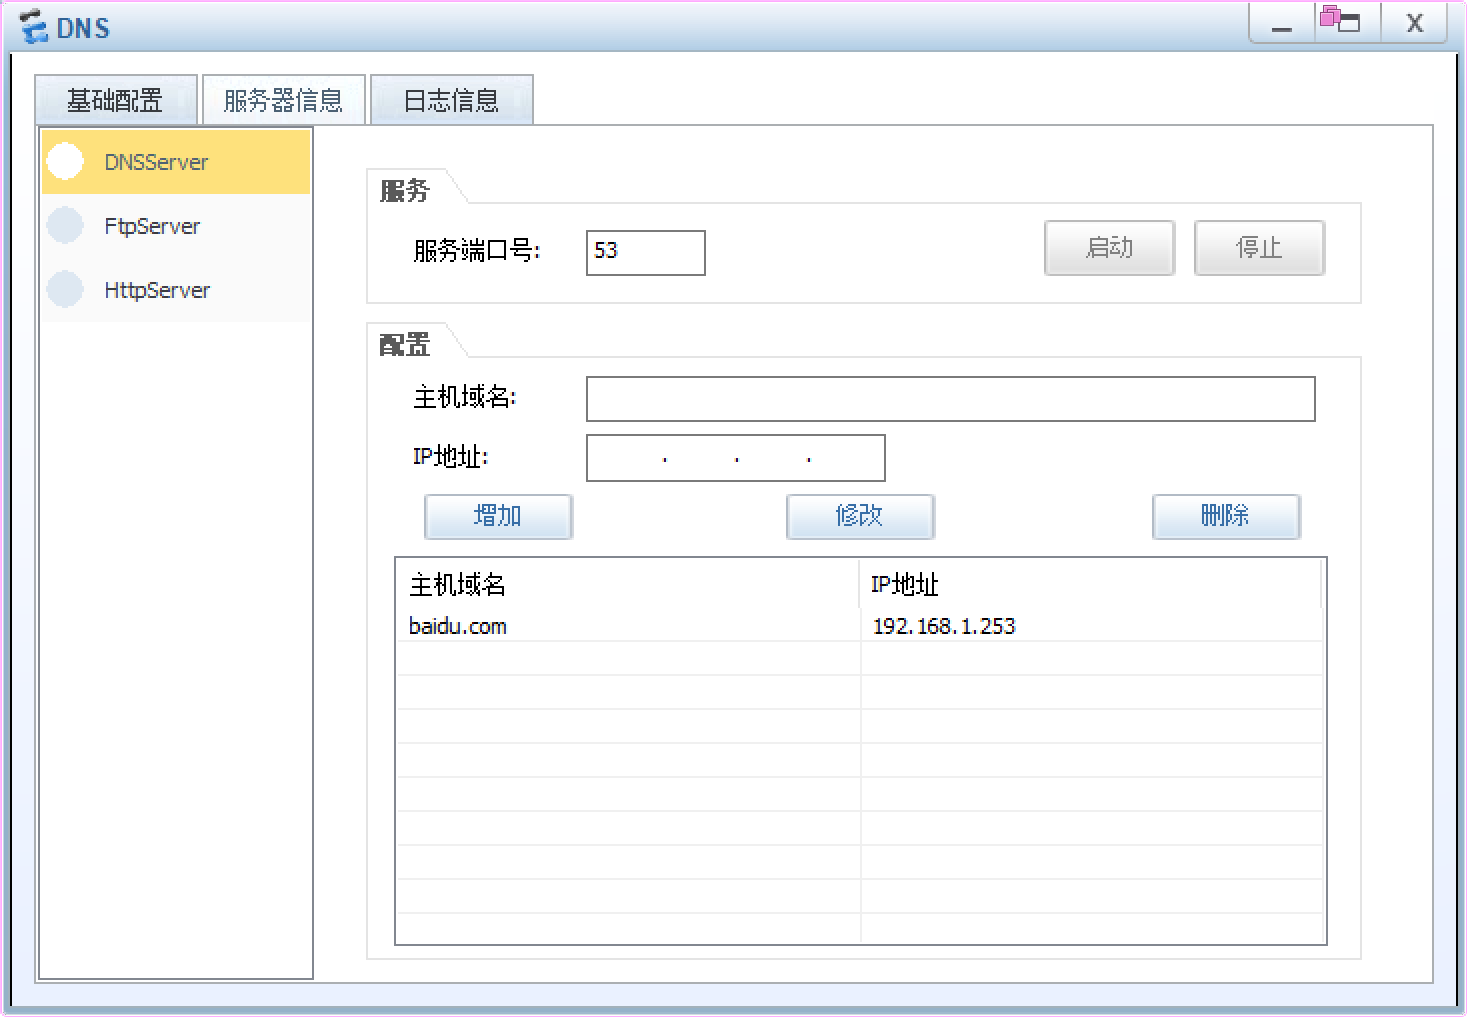 DNS
基础配置 服务器信息 日志信息
DNSServer
FtpServer
HttpServer
服务
服务端口号: 53 启动 停止
配置
主机域名:
IP地址: . . .
增加 修改 删除
主机域名 IP地址
baidu.com 192.168.1.253